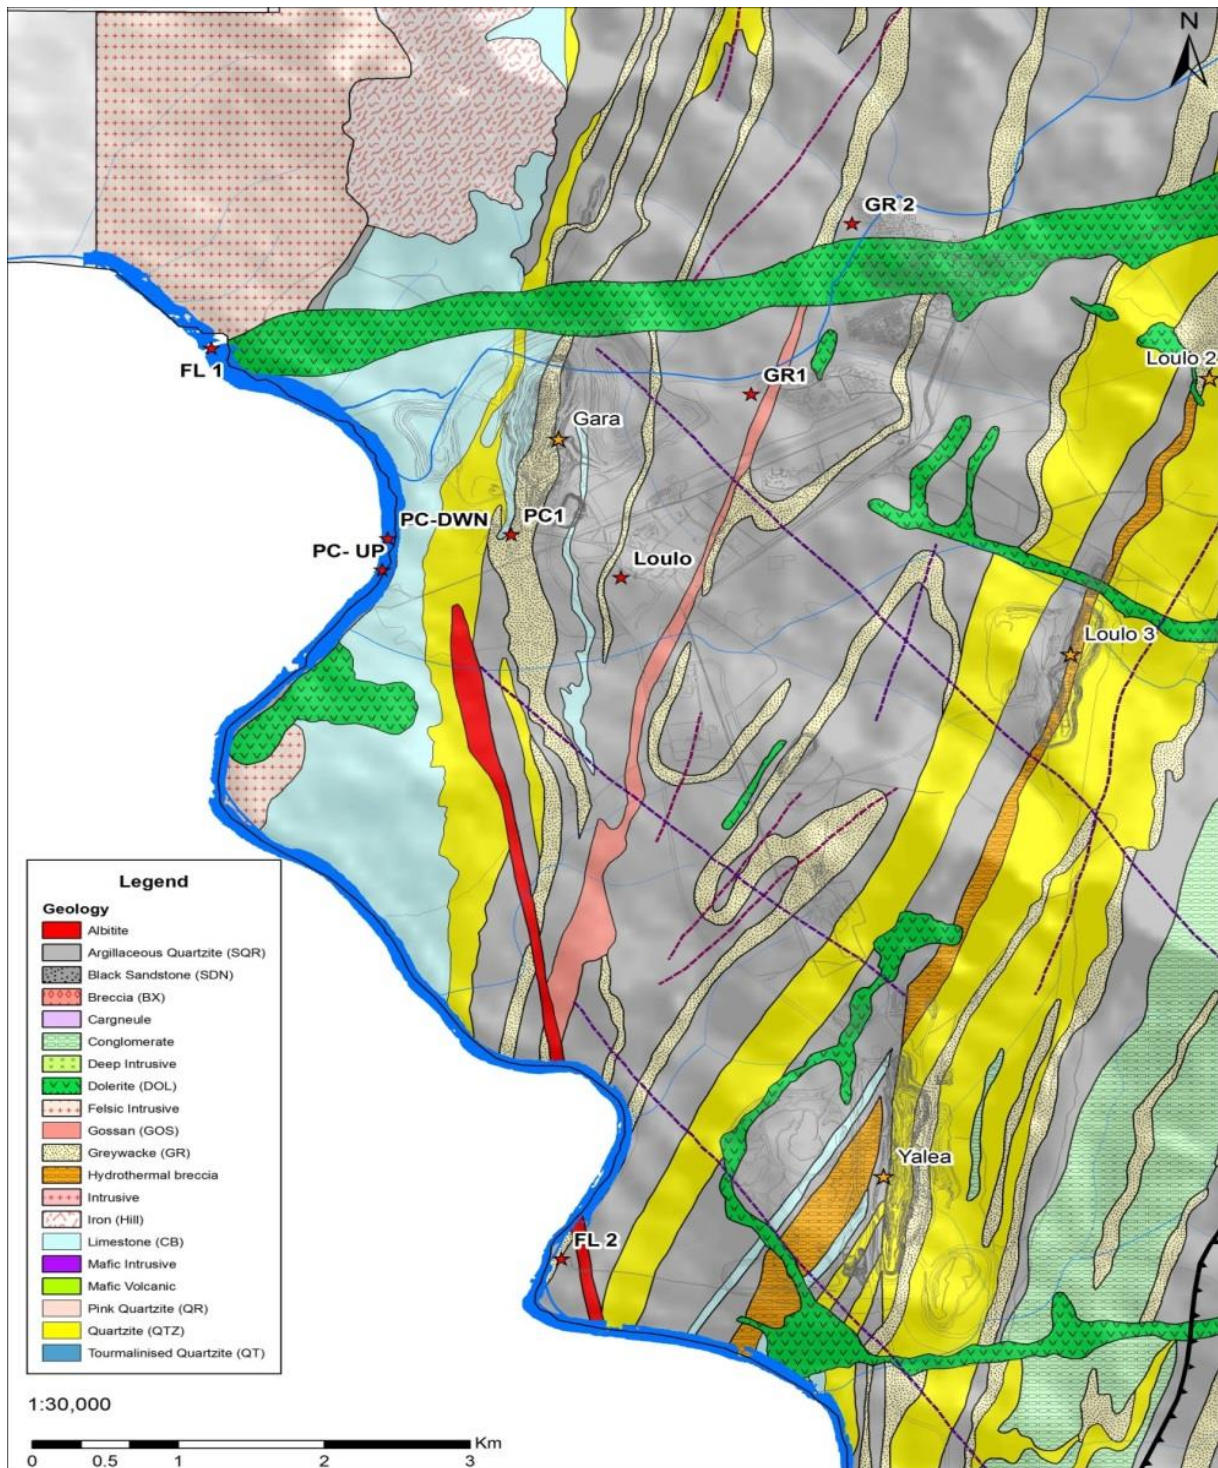 N
GR 2
Loulo 2
FL 1
GR1
Gara
PC-DWN
PC1
PC- UP
Loulo
Loulo 3
Yalea
FL 2
Legend
Geology
Albitite
Argillaceous Quartzite (SQR)
Black Sandstone (SDN)
Breccia (BX)
Cargneule
Conglomerate
Deep Intrusive
Dolerite (DOL)
Felsic Intrusive
Gossan (GOS)
Greywacke (GR)
Hydrothermal breccia
Intrusive
Iron (Hill)
Limestone (CB)
Mafic Intrusive
Mafic Volcanic
Pink Quartzite (QR)
Quartzite (QTZ)
Tourmalinised Quartzite (QT)
1:30,000
Km
0 0.5 1 2 3